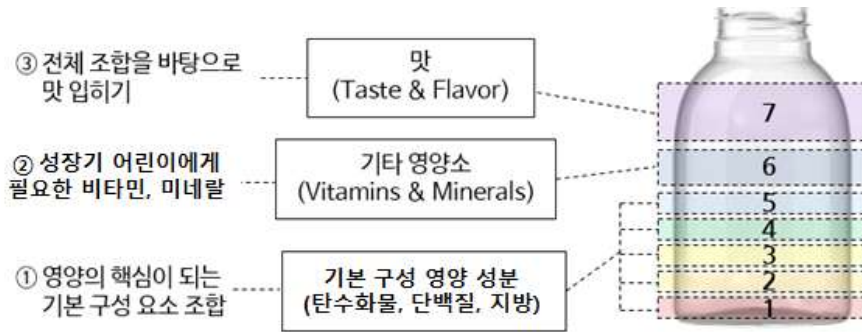 ③ 전체 조합을 바탕으로
맛 입히기
맛
(Taste & Flavor)
7
② 성장기 어린이에게
필요한 비타민, 미네랄
기타 영양소
(Vitamins & Minerals)
6
5
4
3
2
1
① 영양의 핵심이 되는
기본 구성 요소 조합
기본 구성 영양 성분
(탄수화물, 단백질, 지방)